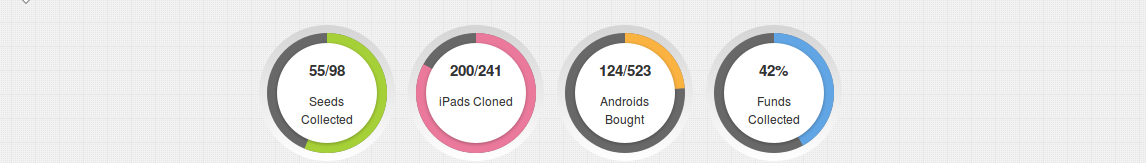 55/98
Seeds
Collected
200/241
iPads Cloned
124/523
Androids
Bought
42%
Funds
Collected